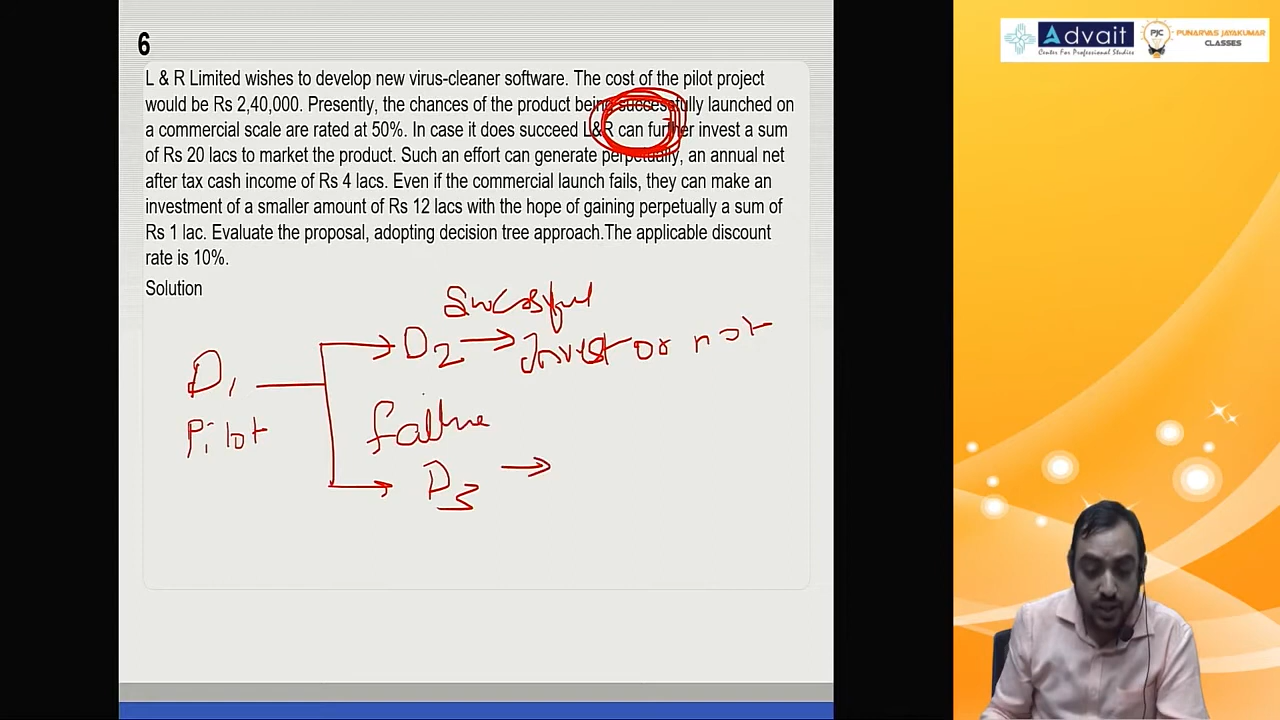 6
Advait
Center For Professional Studies
PJC
PUNARVAS JAYAKUMAR
CLASSES
L & R Limited wishes to develop new virus-cleaner software. The cost of the pilot project
would be Rs 2,40,000. Presently, the chances of the product being successfully launched on
a commercial scale are rated at 50%. In case it does succeed L&R can further invest a sum
of Rs 20 lacs to market the product. Such an effort can generate perpetually, an annual net
after tax cash income of Rs 4 lacs. Even if the commercial launch fails, they can make an
investment of a smaller amount of Rs 12 lacs with the hope of gaining perpetually a sum of
Rs 1 lac. Evaluate the proposal, adopting decision tree approach.The applicable discount
rate is 10%.
Solution
D1
Pilot
D2
Invest or not
D3